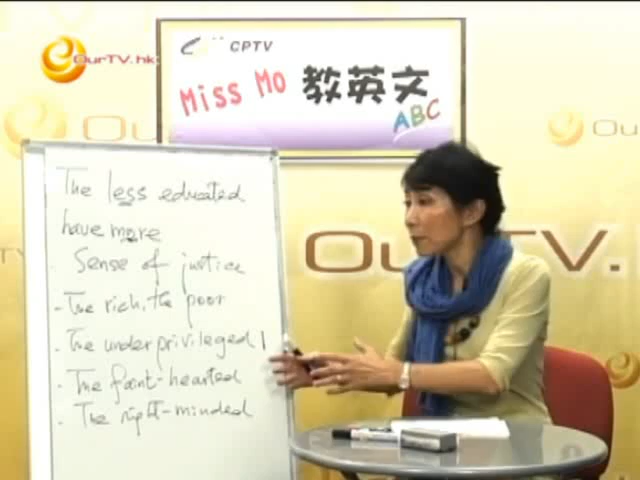 OurTV.hk
CPTV
Miss Mo 教英文
ABC
The less educated
have more
Sense of justice
- The rich, the poor
- The underprivileged
- The faint-hearted
- The right-minded
OurTV.